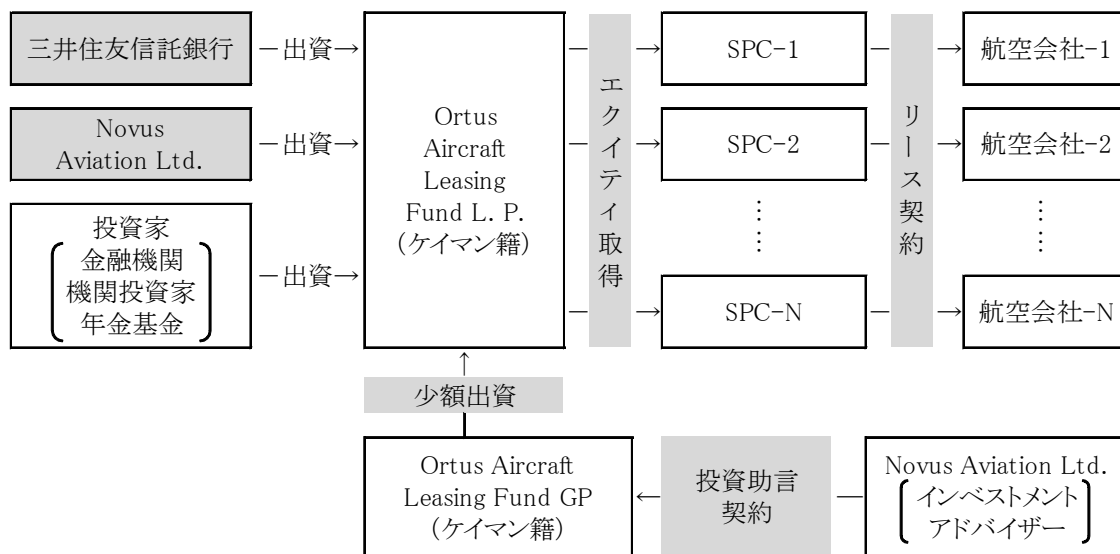 三井住友信託銀行
－出資→
Novus
Aviation Ltd.
－出資→
投資家
金融機関
機関投資家
年金基金
－出資→
Ortus
Aircraft
Leasing
Fund L. P.
(ケイマン籍)
－
－
－
エクイティ取得
→
→
→
SPC-1
SPC-2
⋮
⋮
SPC-N
－
－
－
リース契約
→
→
→
航空会社-1
航空会社-2
⋮
⋮
航空会社-N
↑
少額出資
Ortus Aircraft
Leasing Fund GP
(ケイマン籍)
←
投資助言
契約
－
Novus Aviation Ltd.
インベストメント
アドバイザー